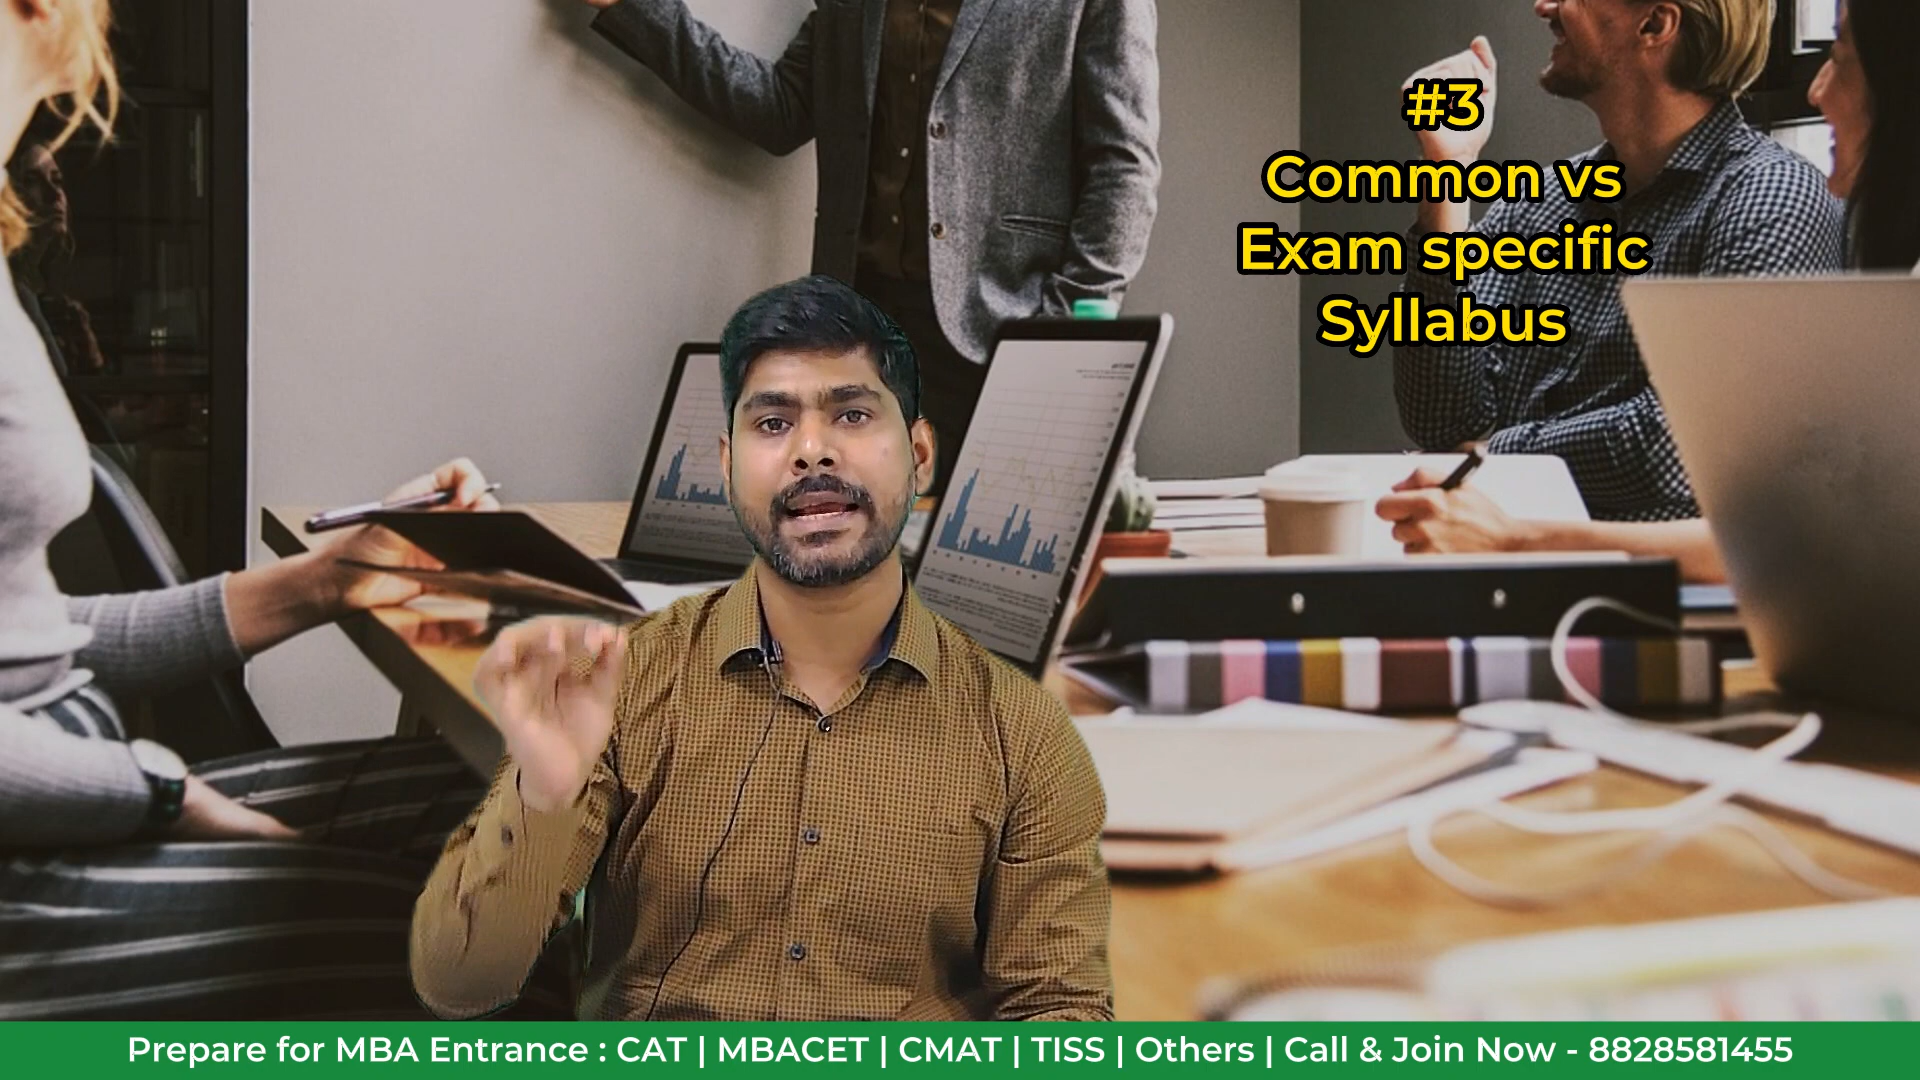 #3
Common vs
Exam specific
Syllabus
Prepare for MBA Entrance : CAT | MBACET | CMAT | TISS | Others | Call & Join Now - 8828581455